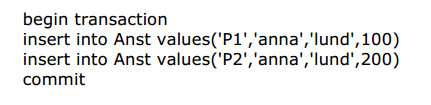 begin transaction
insert into Anst values('P1','anna','lund',100)
insert into Anst values('P2','anna','lund',200)
commit